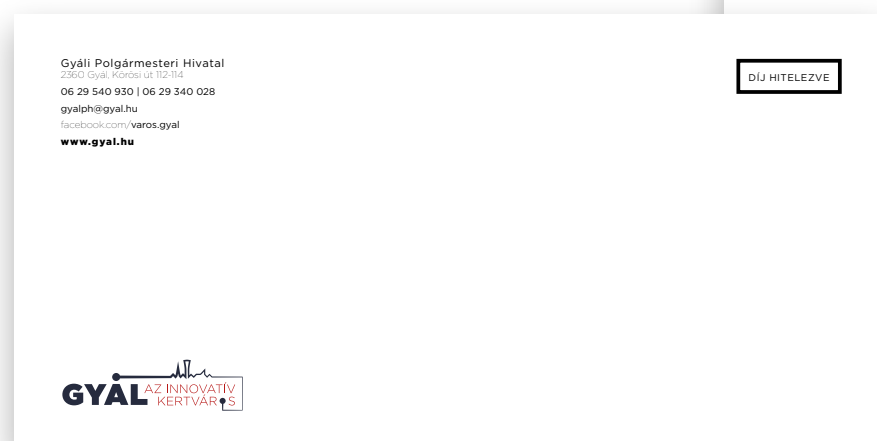 Gyáli Polgármesteri Hivatal
2360 Gyál, Kőrösi út 112-114
06 29 540 930 | 06 29 340 028
gyalph@gyal.hu
facebook.com/varos.gyal
www.gyal.hu
DÍJ HITELEZVE
GYÁL AZ INNOVATÍV
KERTVÁROS